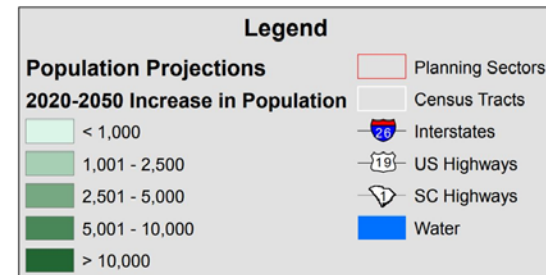 Legend
Population Projections
2020-2050 Increase in Population
< 1,000
1,001 - 2,500
2,501 - 5,000
5,001 - 10,000
> 10,000
Planning Sectors
Census Tracts
26 Interstates
19 US Highways
1 SC Highways
Water